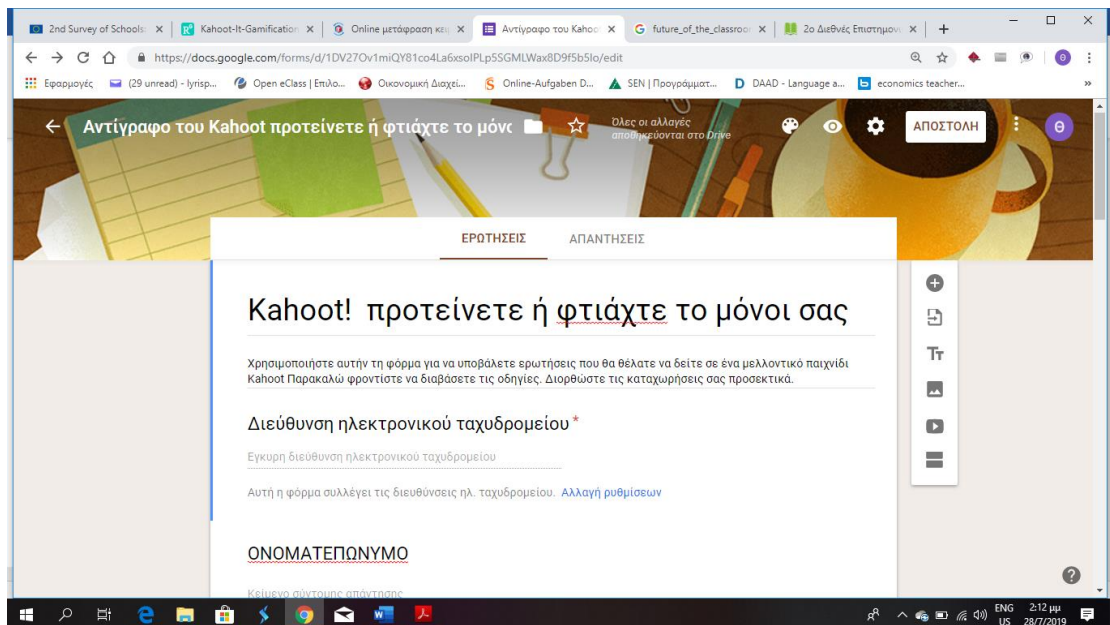 2nd Survey of Schools:
Kahoot-It-Gamification
Online μετάφραση κει
Αντίγραφο του Kahoo
future_of_the_classroor
2ο Διεθνές Επιστημον
https://docs.google.com/forms/d/1DV27Ov1miQY81co4La6xsoIPLp5SGMLWax8D9f5b5Io/edit
Εφαρμογές
(29 unread) - lyrisp...
Open eClass | Επιλο...
Οικονομική Διαχεί...
Online-Aufgaben D...
SEN | Προγράμματ...
DAAD - Language a...
economics teacher...
»
Αντίγραφο του Kahoot προτείνετε ή φτιάχτε το μόνο
Όλες οι αλλαγές
αποθηκεύονται στο Drive
ΑΠΟΣΤΟΛΗ
Θ
ΕΡΩΤΗΣΕΙΣ ΑΠΑΝΤΗΣΕΙΣ
Kahoot! προτείνετε ή φτιάχτε το μόνοι σας
Χρησιμοποιήστε αυτήν τη φόρμα για να υποβάλετε ερωτήσεις που θα θέλατε να δείτε σε ένα μελλοντικό παιχνίδι
Kahoot Παρακαλώ φροντίστε να διαβάσετε τις οδηγίες. Διορθώστε τις καταχωρήσεις σας προσεκτικά.
Διεύθυνση ηλεκτρονικού ταχυδρομείου *
Εγκυρη διεύθυνση ηλεκτρονικού ταχυδρομείου
Αυτή η φόρμα συλλέγει τις διευθύνσεις ηλ. ταχυδρομείου. Αλλαγή ρυθμίσεων
ΟΝΟΜΑΤΕΠΩΝΥΜΟ
Κείμενο σύντομης απάντησης
ENG 2:12 μμ
US 28/7/2019